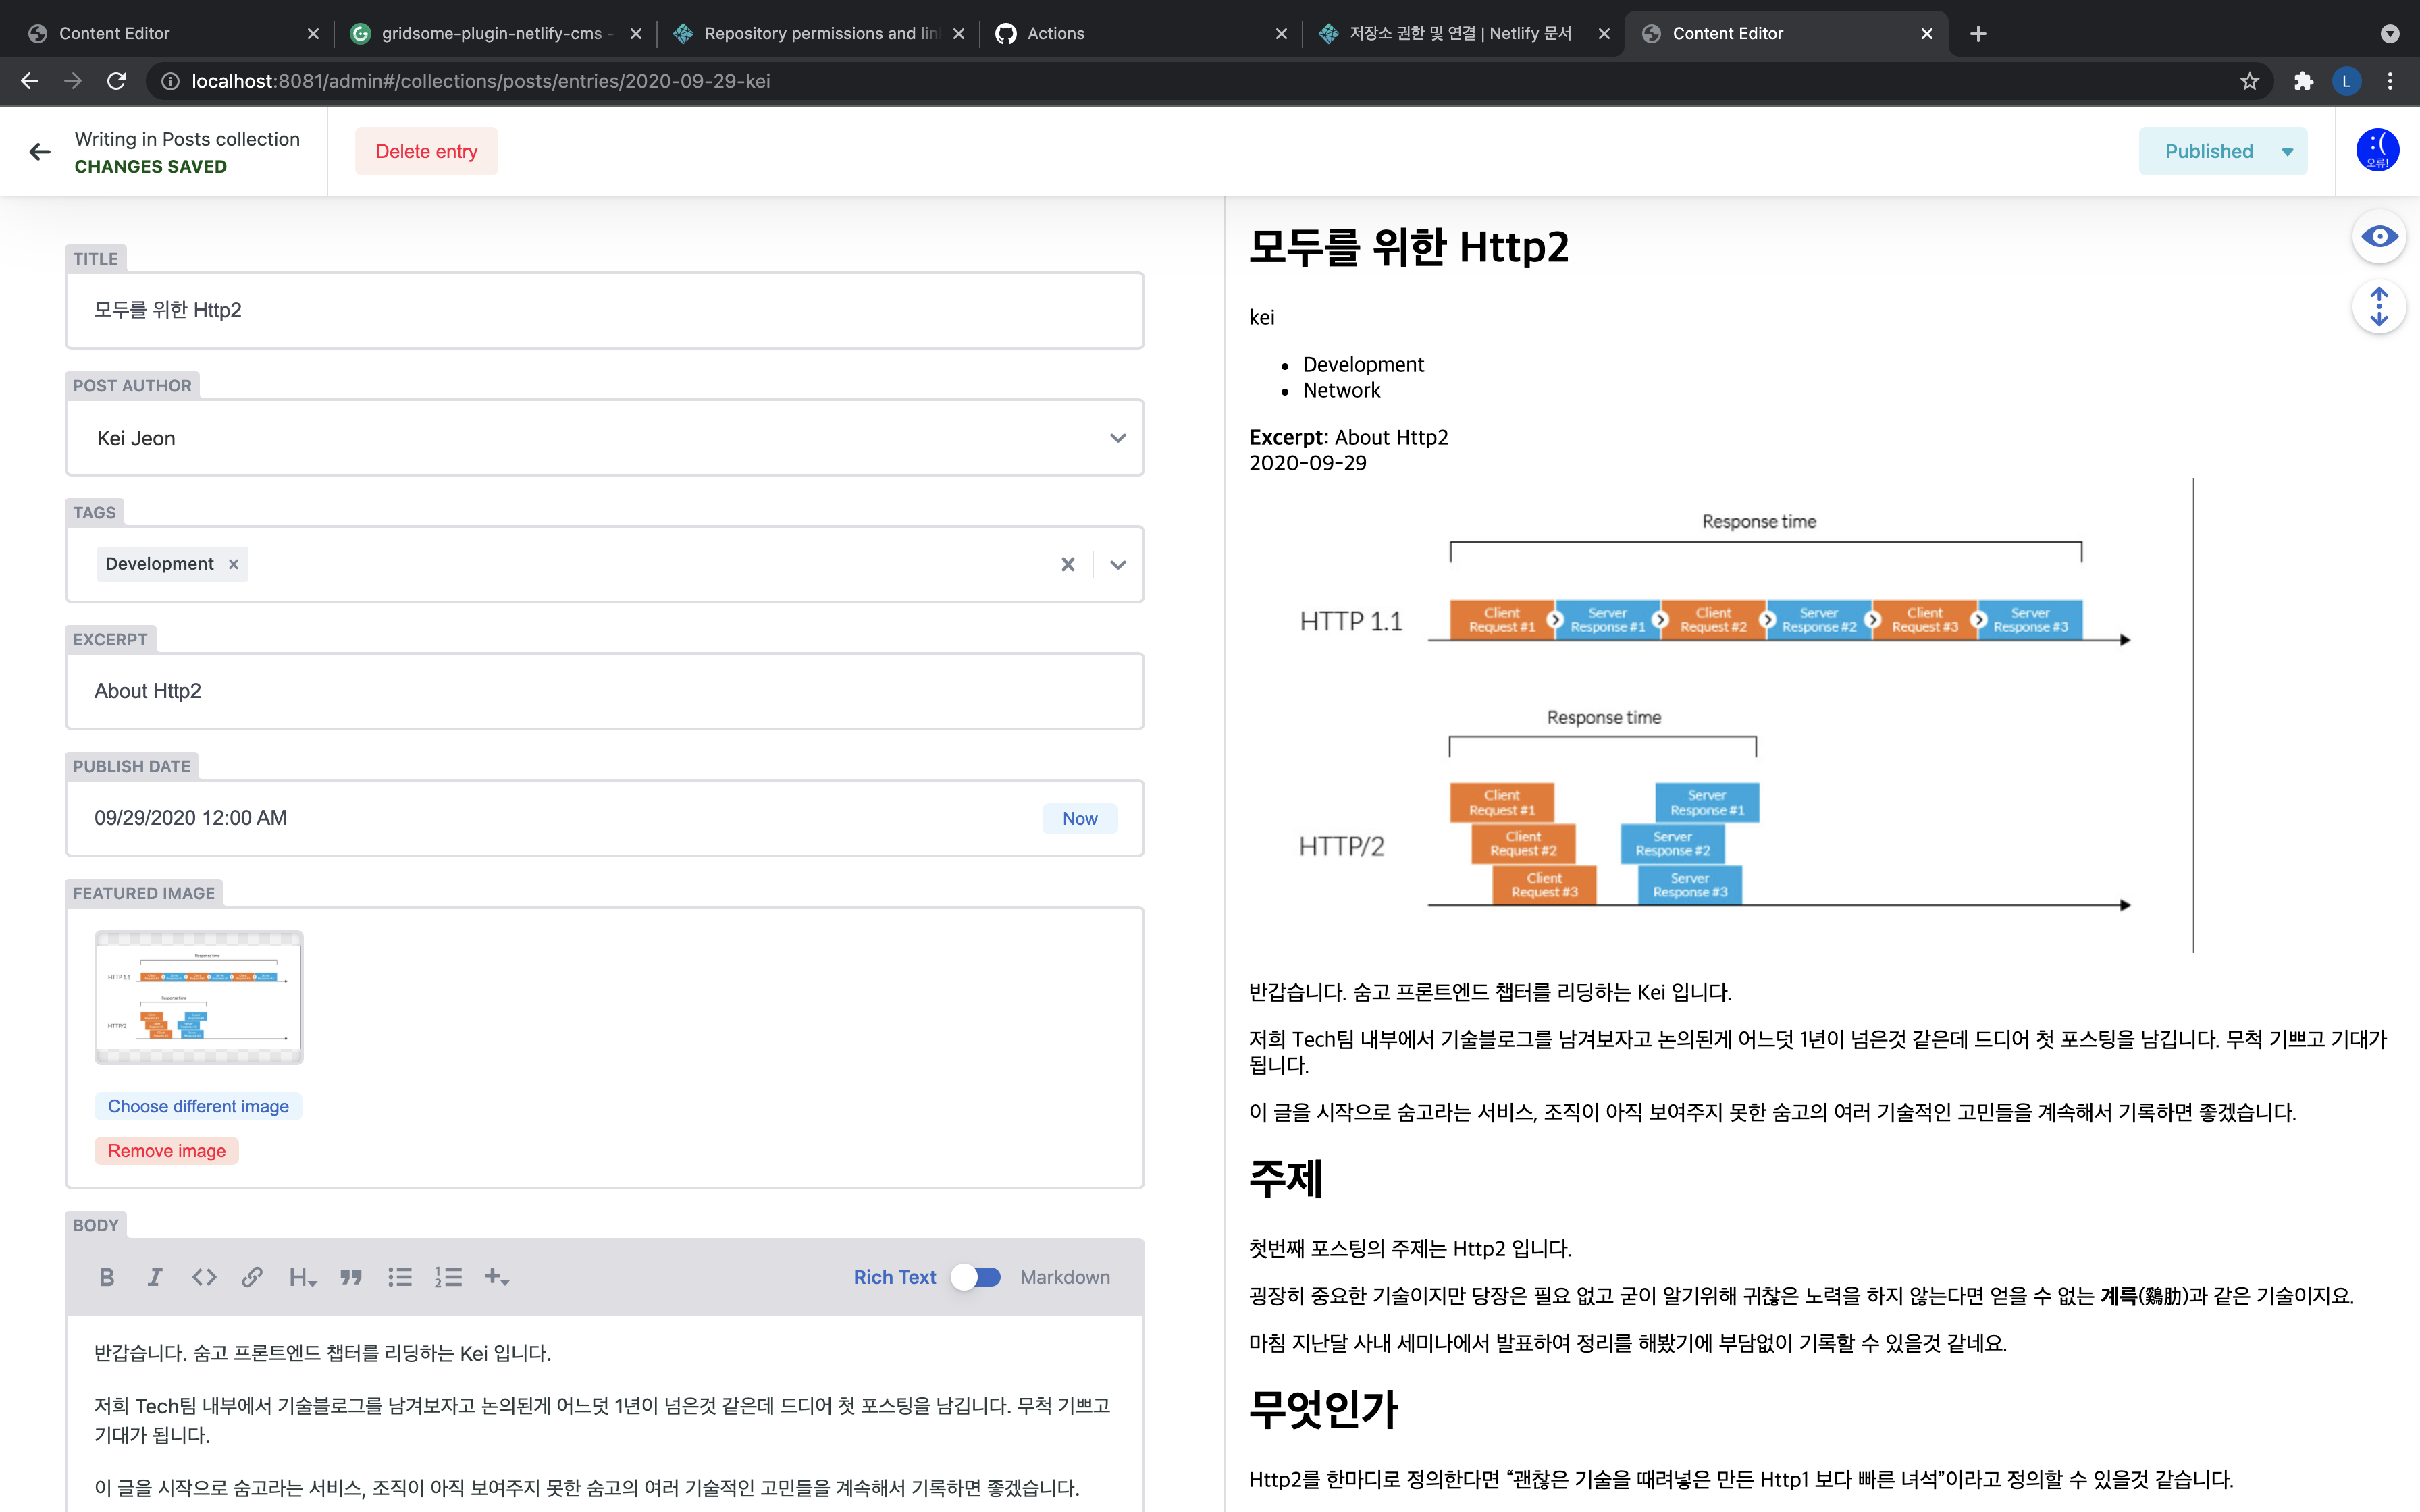 Content Editor
gridsome-plugin-netlify-cms -
Repository permissions and lin
Actions
저장소 권한 및 연결 | Netlify 문서
Content Editor
localhost:8081/admin#/collections/posts/entries/2020-09-29-kei
L
Writing in Posts collection
CHANGES SAVED
Delete entry
Published
:(
오류!
TITLE
모두를 위한 Http2
POST AUTHOR
Kei Jeon
TAGS
Development
EXCERPT
About Http2
PUBLISH DATE
09/29/2020 12:00 AM
Now
FEATURED IMAGE
Response time
HTTP 1.1
Response time
HTTP/2
Choose different image
Remove image
BODY
Rich Text
Markdown
반갑습니다. 숨고 프론트엔드 챕터를 리딩하는 Kei 입니다.
저희 Tech팀 내부에서 기술블로그를 남겨보자고 논의된게 어느덧 1년이 넘은것 같은데 드디어 첫 포스팅을 남깁니다. 무척 기쁘고
기대가 됩니다.
이 글을 시작으로 숨고라는 서비스, 조직이 아직 보여주지 못한 숨고의 여러 기술적인 고민들을 계속해서 기록하면 좋겠습니다.
모두를 위한 Http2
kei
Development
Network
Excerpt: About Http2
2020-09-29
Response time
HTTP 1.1
Client Request #1
Server Response #1
Client Request #2
Server Response #2
Client Request #3
Server Response #3
Response time
HTTP/2
Client Request #1
Server Response #1
Client Request #2
Server Response #2
Client Request #3
Server Response #3
반갑습니다. 숨고 프론트엔드 챕터를 리딩하는 Kei 입니다.
저희 Tech팀 내부에서 기술블로그를 남겨보자고 논의된게 어느덧 1년이 넘은것 같은데 드디어 첫 포스팅을 남깁니다. 무척 기쁘고 기대가
됩니다.
이 글을 시작으로 숨고라는 서비스, 조직이 아직 보여주지 못한 숨고의 여러 기술적인 고민들을 계속해서 기록하면 좋겠습니다.
주제
첫번째 포스팅의 주제는 Http2 입니다.
굉장히 중요한 기술이지만 당장은 필요 없고 굳이 알기위해 귀찮은 노력을 하지 않는다면 얻을 수 없는 계륵(鷄肋)과 같은 기술이지요.
마침 지난달 사내 세미나에서 발표하여 정리를 해봤기에 부담없이 기록할 수 있을것 같네요.
무엇인가
Http2를 한마디로 정의한다면 “괜찮은 기술을 때려넣은 만든 Http1 보다 빠른 녀석”이라고 정의할 수 있을것 같습니다.